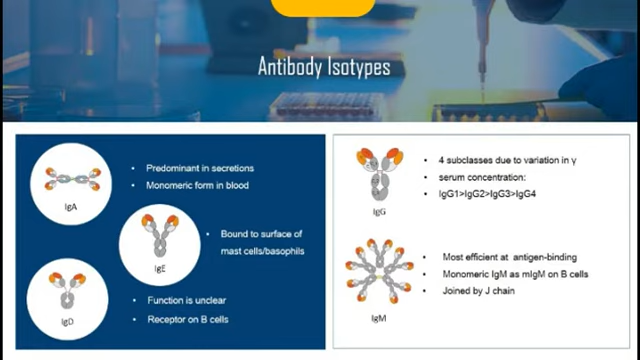 Antibody Isotypes
IgA
• Predominant in secretions
• Monomeric form in blood
IgE
• Bound to surface of
mast cells/basophils
IgD
• Function is unclear
• Receptor on B cells
IgG
• 4 subclasses due to variation in γ
• serum concentration:
• IgG1>IgG2>IgG3>IgG4
IgM
• Most efficient at antigen-binding
• Monomeric IgM as mIgM on B cells
• Joined by J chain